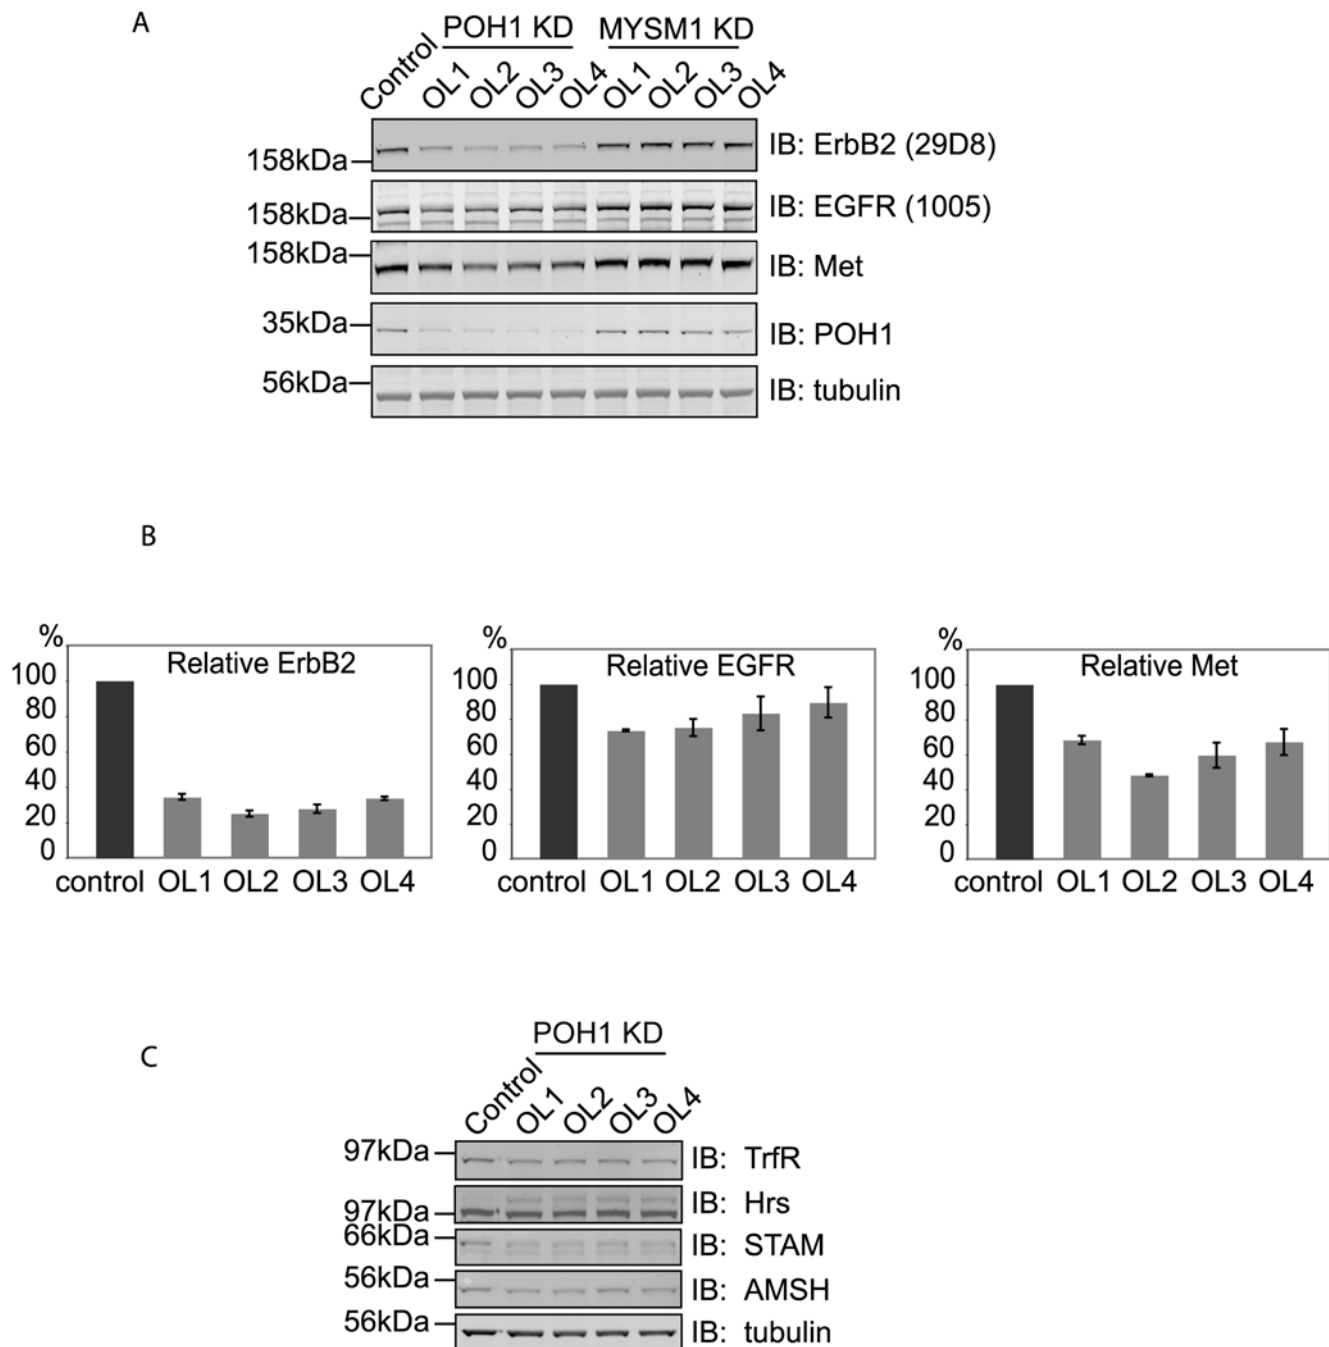 A
POH1 KD
MYSM1 KD
Control
OL1
OL2
OL3
OL4
OL1
OL2
OL3
OL4
158kDa
IB: ErbB2 (29D8)
158kDa
IB: EGFR (1005)
158kDa
IB: Met
35kDa
IB: POH1
56kDa
IB: tubulin
B
%
Relative ErbB2
100
80
60
40
20
0
control
OL1
OL2
OL3
OL4
%
Relative EGFR
100
80
60
40
20
0
control
OL1
OL2
OL3
OL4
%
Relative Met
100
80
60
40
20
0
control
OL1
OL2
OL3
OL4
C
POH1 KD
Control
OL1
OL2
OL3
OL4
97kDa
IB: TrfR
97kDa
IB: Hrs
66kDa
IB: STAM
56kDa
IB: AMSH
56kDa
IB: tubulin